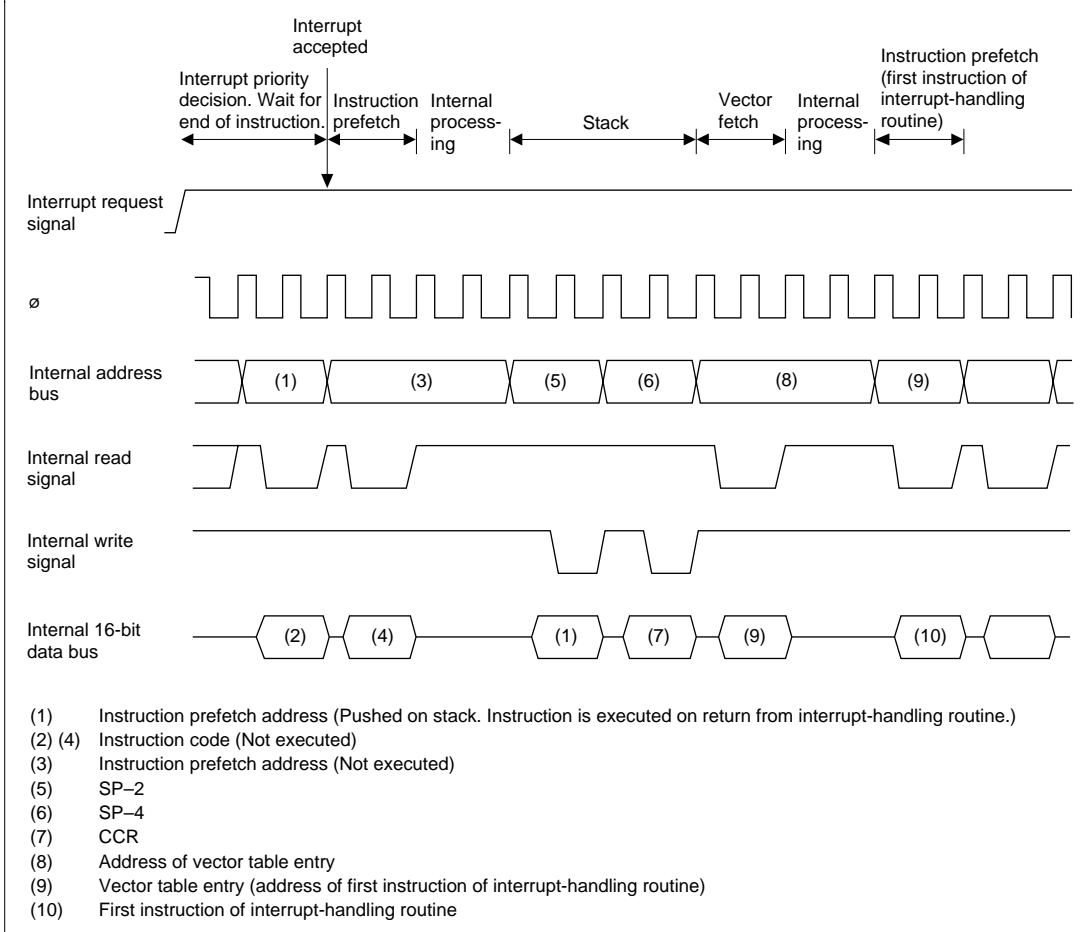 Interrupt
accepted
Interrupt priority
decision. Wait for
end of instruction.
Instruction
prefetch
Internal
process-
ing
Stack
Vector
fetch
Internal
process-
ing
Instruction prefetch
(first instruction of
interrupt-handling
routine)
Interrupt request
signal
ø
Internal address
bus
(1) (3) (5) (6) (8) (9)
Internal read
signal
Internal write
signal
Internal 16-bit
data bus
(2) (4) (1) (7) (9) (10)
(1) Instruction prefetch address (Pushed on stack. Instruction is executed on return from interrupt-handling routine.)
(2) (4) Instruction code (Not executed)
(3) Instruction prefetch address (Not executed)
(5) SP–2
(6) SP–4
(7) CCR
(8) Address of vector table entry
(9) Vector table entry (address of first instruction of interrupt-handling routine)
(10) First instruction of interrupt-handling routine